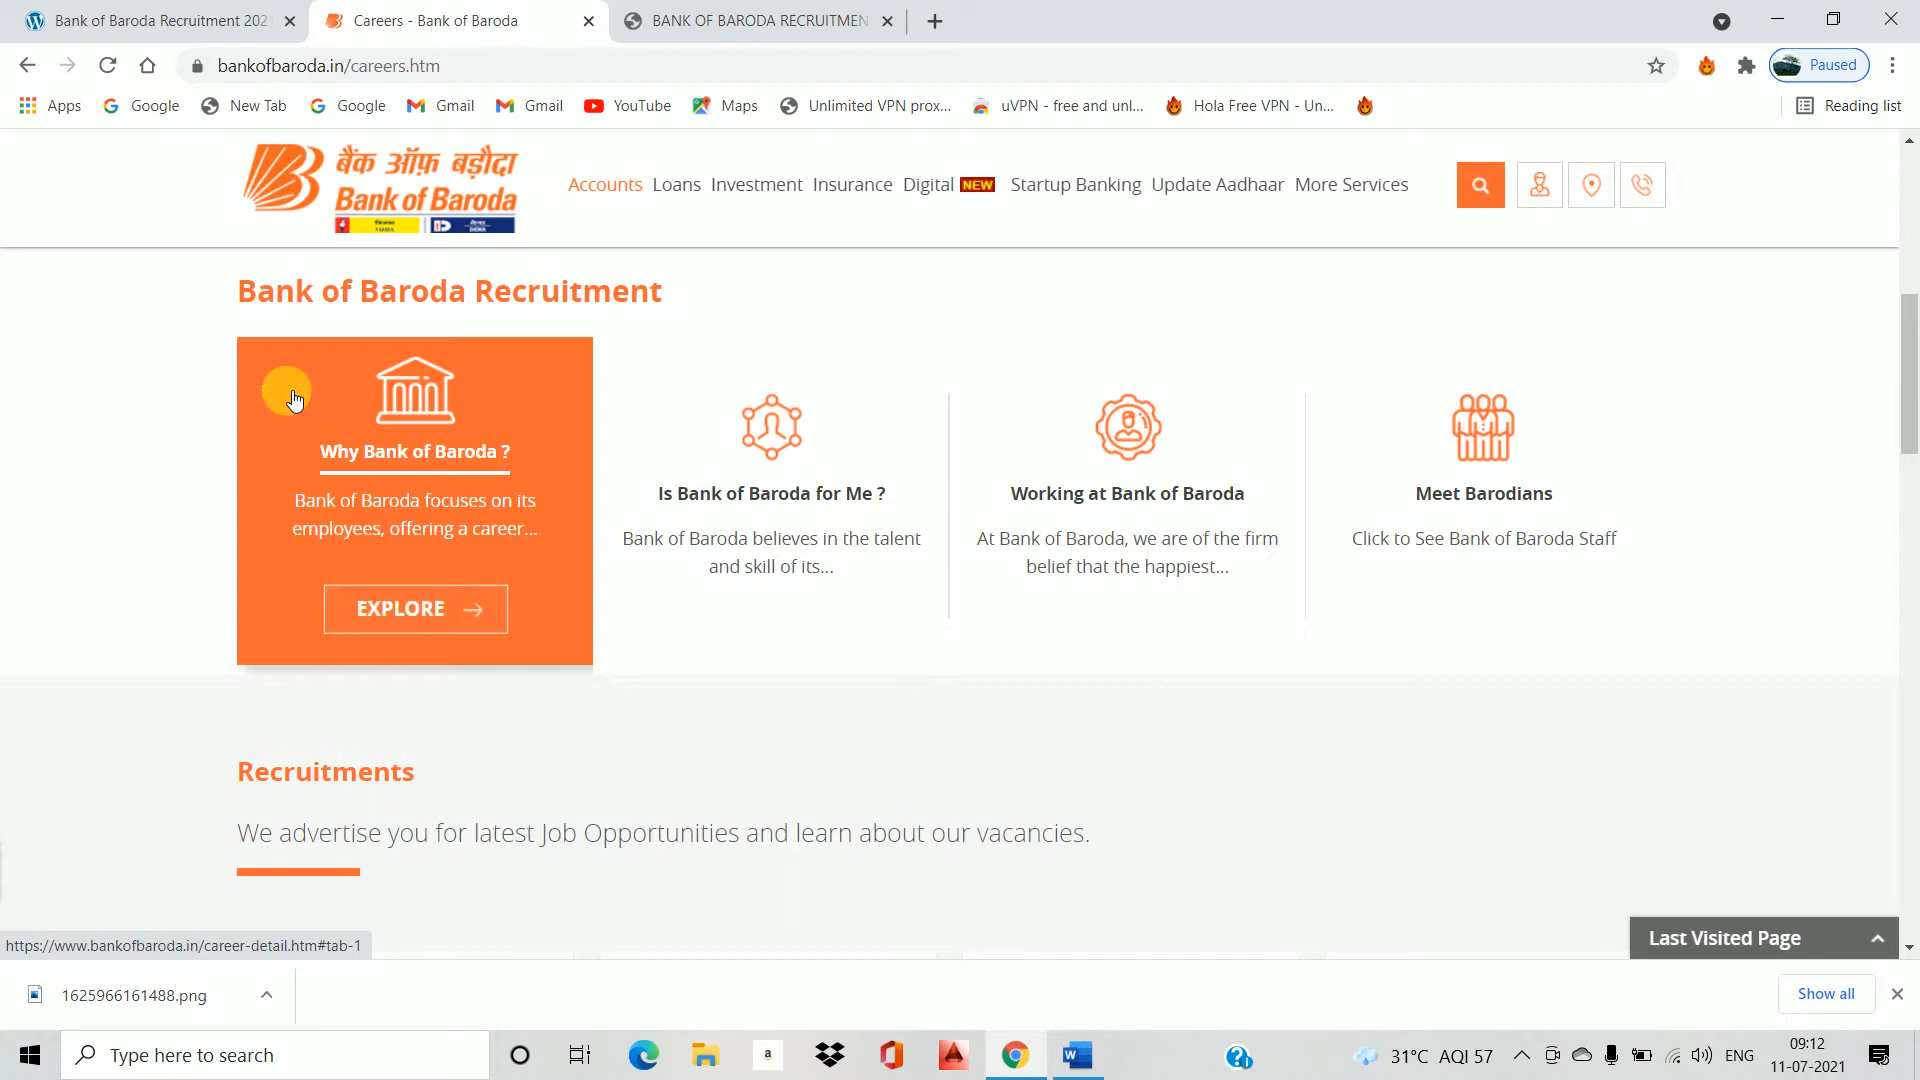 Bank of Baroda Recruitment 202
Careers - Bank of Baroda
BANK OF BARODA RECRUITMEN
bankofbaroda.in/careers.htm
Paused
Apps
Google
New Tab
Google
Gmail
Gmail
YouTube
Maps
Unlimited VPN prox...
uVPN - free and unl...
Hola Free VPN - Un...
Reading list
बैंक ऑफ़ बड़ौदा
Bank of Baroda
Accounts Loans Investment Insurance Digital NEW Startup Banking Update Aadhaar More Services
Bank of Baroda Recruitment
Why Bank of Baroda ?
Bank of Baroda focuses on its
employees, offering a career...
EXPLORE
Is Bank of Baroda for Me ?
Bank of Baroda believes in the talent
and skill of its...
Working at Bank of Baroda
At Bank of Baroda, we are of the firm
belief that the happiest...
Meet Barodians
Click to See Bank of Baroda Staff
Recruitments
We advertise you for latest Job Opportunities and learn about our vacancies.
Last Visited Page
https://www.bankofbaroda.in/career-detail.htm#tab-1
1625966161488.png
Show all
Type here to search
31°C AQI 57
ENG
09:12
11-07-2021